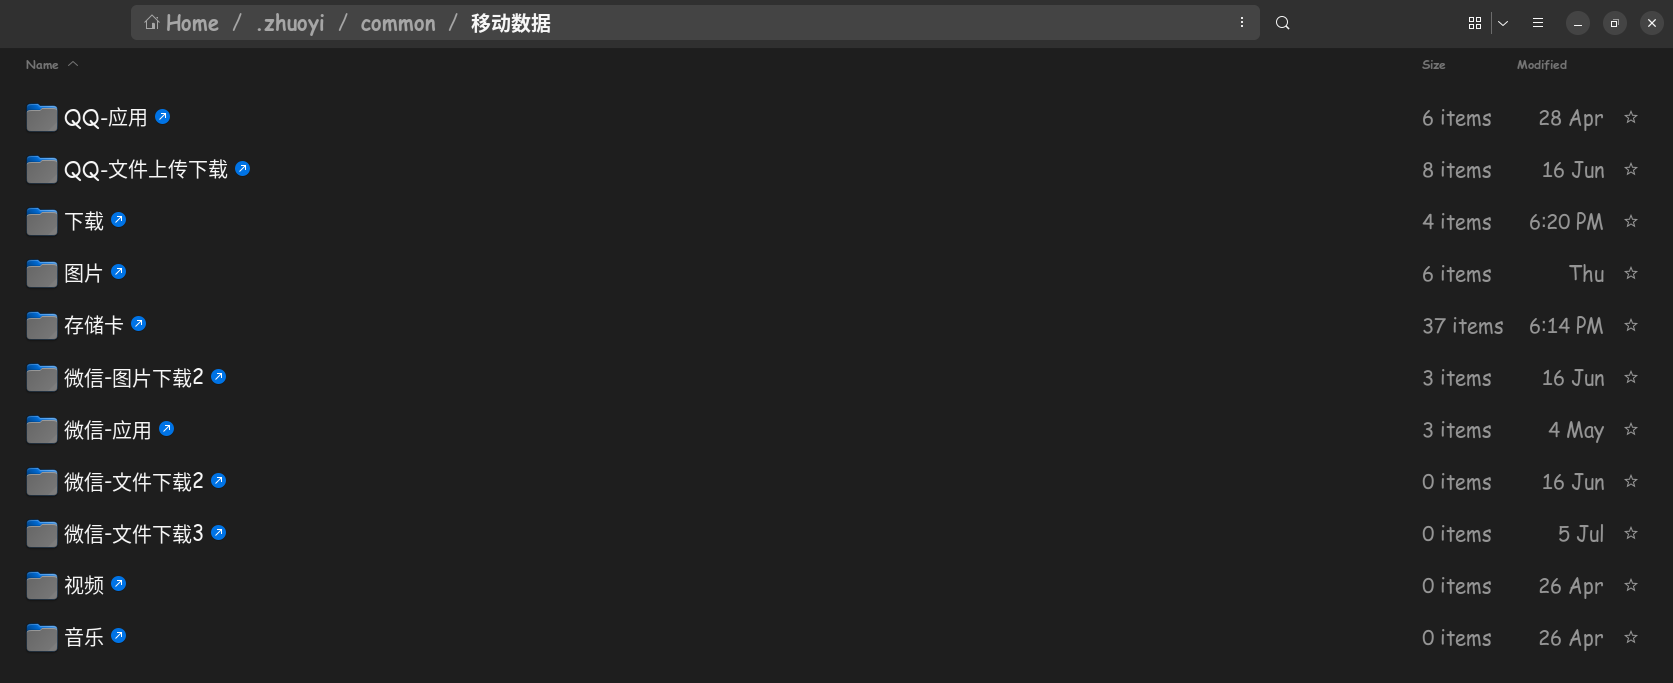 Home / .zhuoyi / common / 移动数据
Name Size Modified
QQ-应用 6 items 28 Apr
QQ-文件上传下载 8 items 16 Jun
下载 4 items 6:20 PM
图片 6 items Thu
存储卡 37 items 6:14 PM
微信-图片下载2 3 items 16 Jun
微信-应用 3 items 4 May
微信-文件下载2 0 items 16 Jun
微信-文件下载3 0 items 5 Jul
视频 0 items 26 Apr
音乐 0 items 26 Apr